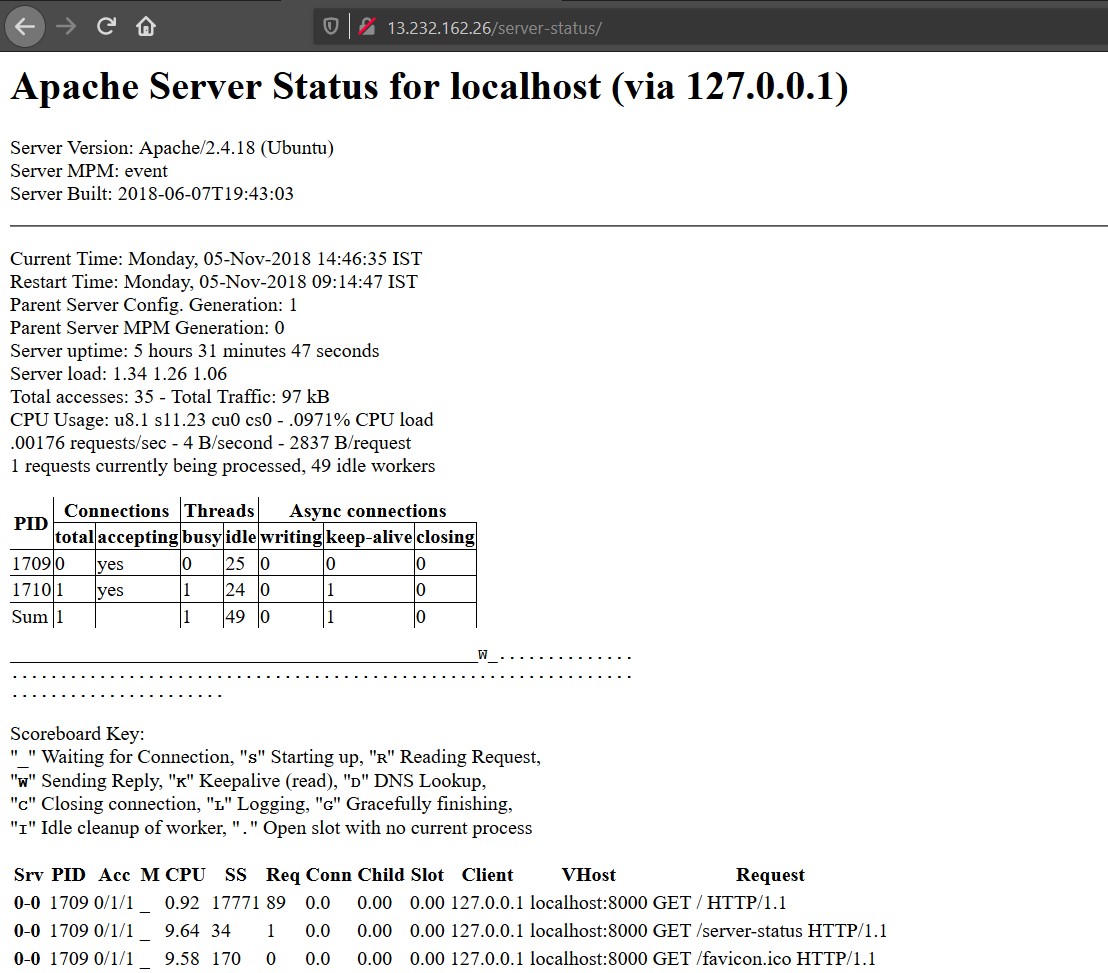 13.232.162.26/server-status/
Apache Server Status for localhost (via 127.0.0.1)
Server Version: Apache/2.4.18 (Ubuntu)
Server MPM: event
Server Built: 2018-06-07T19:43:03
Current Time: Monday, 05-Nov-2018 14:46:35 IST
Restart Time: Monday, 05-Nov-2018 09:14:47 IST
Parent Server Config. Generation: 1
Parent Server MPM Generation: 0
Server uptime: 5 hours 31 minutes 47 seconds
Server load: 1.34 1.26 1.06
Total accesses: 35 - Total Traffic: 97 kB
CPU Usage: u8.1 s11.23 cu0 cs0 - .0971% CPU load
.00176 requests/sec - 4 B/second - 2837 B/request
1 requests currently being processed, 49 idle workers
PID Connections Threads Async connections
total accepting busy idle writing keep-alive closing
1709 0 yes 0 25 0 0 0
1710 1 yes 1 24 0 1 0
Sum 1 1 49 0 1 0
________________________________________________W_..............
................................................................
......................
Scoreboard Key:
"_" Waiting for Connection, "S" Starting up, "R" Reading Request,
"W" Sending Reply, "K" Keepalive (read), "D" DNS Lookup,
"C" Closing connection, "L" Logging, "G" Gracefully finishing,
"I" Idle cleanup of worker, "." Open slot with no current process
Srv PID Acc M CPU SS Req Conn Child Slot Client VHost Request
0-0 1709 0/1/1 _ 0.92 17771 89 0.0 0.00 0.00 127.0.0.1 localhost:8000 GET / HTTP/1.1
0-0 1709 0/1/1 _ 9.64 34 1 0.0 0.00 0.00 127.0.0.1 localhost:8000 GET /server-status HTTP/1.1
0-0 1709 0/1/1 _ 9.58 170 0 0.0 0.00 0.00 127.0.0.1 localhost:8000 GET /favicon.ico HTTP/1.1